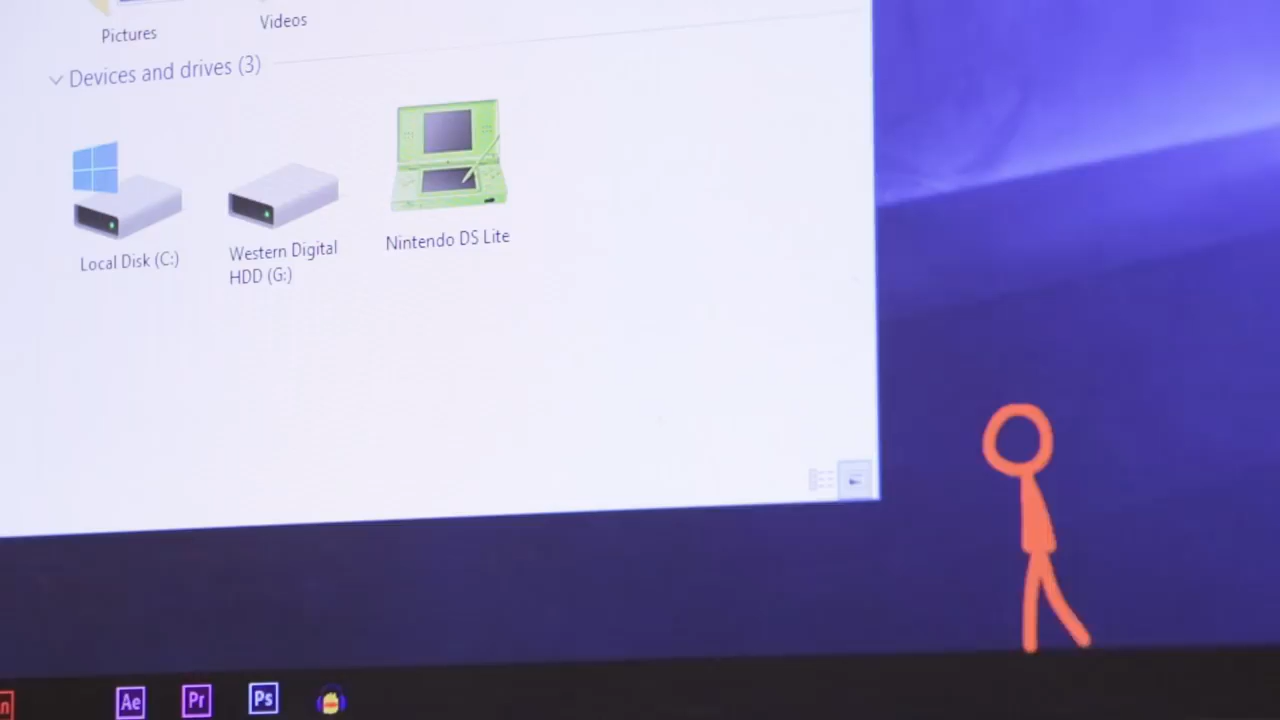 Pictures
Videos
Devices and drives (3)
Local Disk (C:)
Western Digital
HDD (G:)
Nintendo DS Lite
n
Ae
Pr
Ps